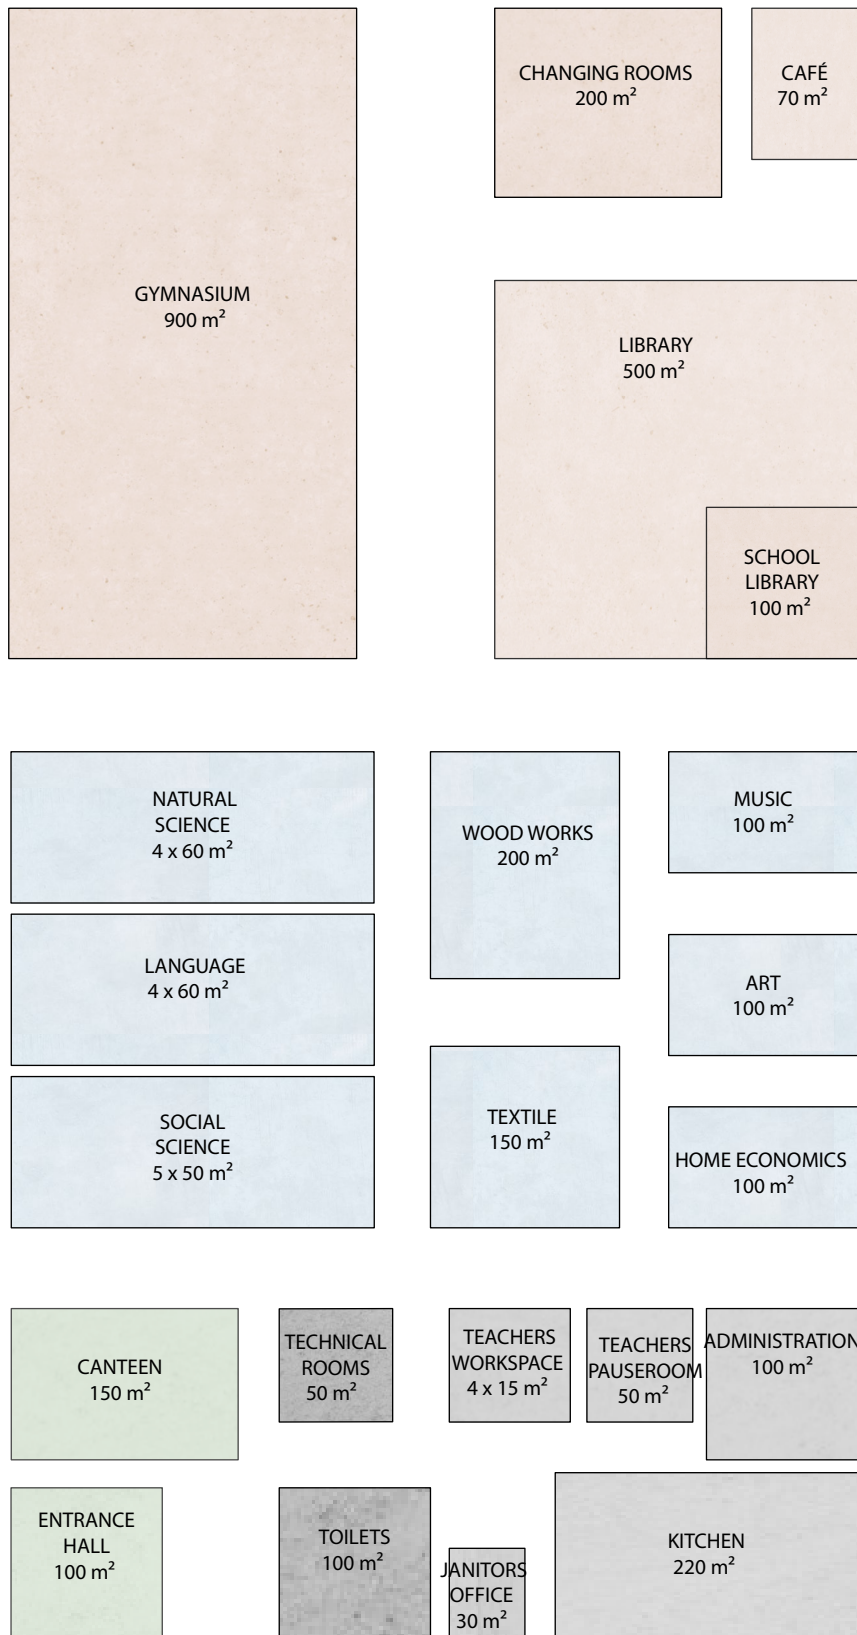 CHANGING ROOMS
200 m²
CAFÉ
70 m²
GYMNASIUM
900 m²
LIBRARY
500 m²
SCHOOL
LIBRARY
100 m²
NATURAL
SCIENCE
4 x 60 m²
WOOD WORKS
200 m²
MUSIC
100 m²
LANGUAGE
4 x 60 m²
ART
100 m²
SOCIAL
SCIENCE
5 x 50 m²
TEXTILE
150 m²
HOME ECONOMICS
100 m²
CANTEEN
150 m²
TECHNICAL
ROOMS
50 m²
TEACHERS
WORKSPACE
4 x 15 m²
TEACHERS
PAUSEROOM
50 m²
ADMINISTRATION
100 m²
ENTRANCE
HALL
100 m²
TOILETS
100 m²
JANITORS
OFFICE
30 m²
KITCHEN
220 m²